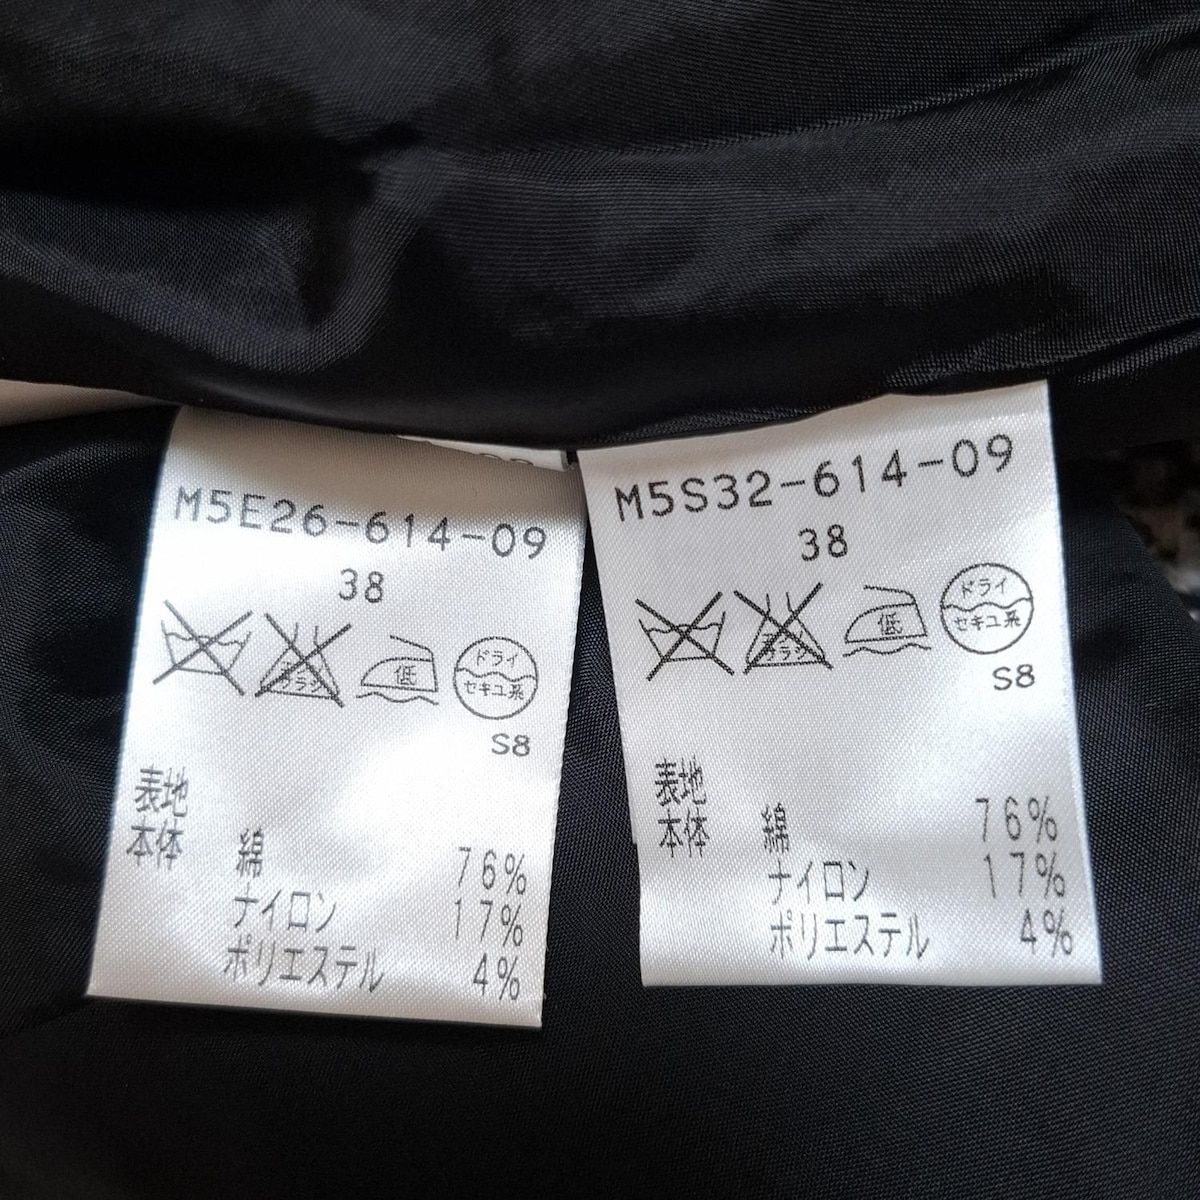 M5E26-614-09
38
低
ドライ
セキユ系
S8
表地
本体
綿 76%
ナイロン 17%
ポリエステル 4%
M5S32-614-09
38
低
ドライ
セキユ系
S8
表地
本体
綿 76%
ナイロン 17%
ポリエステル 4%